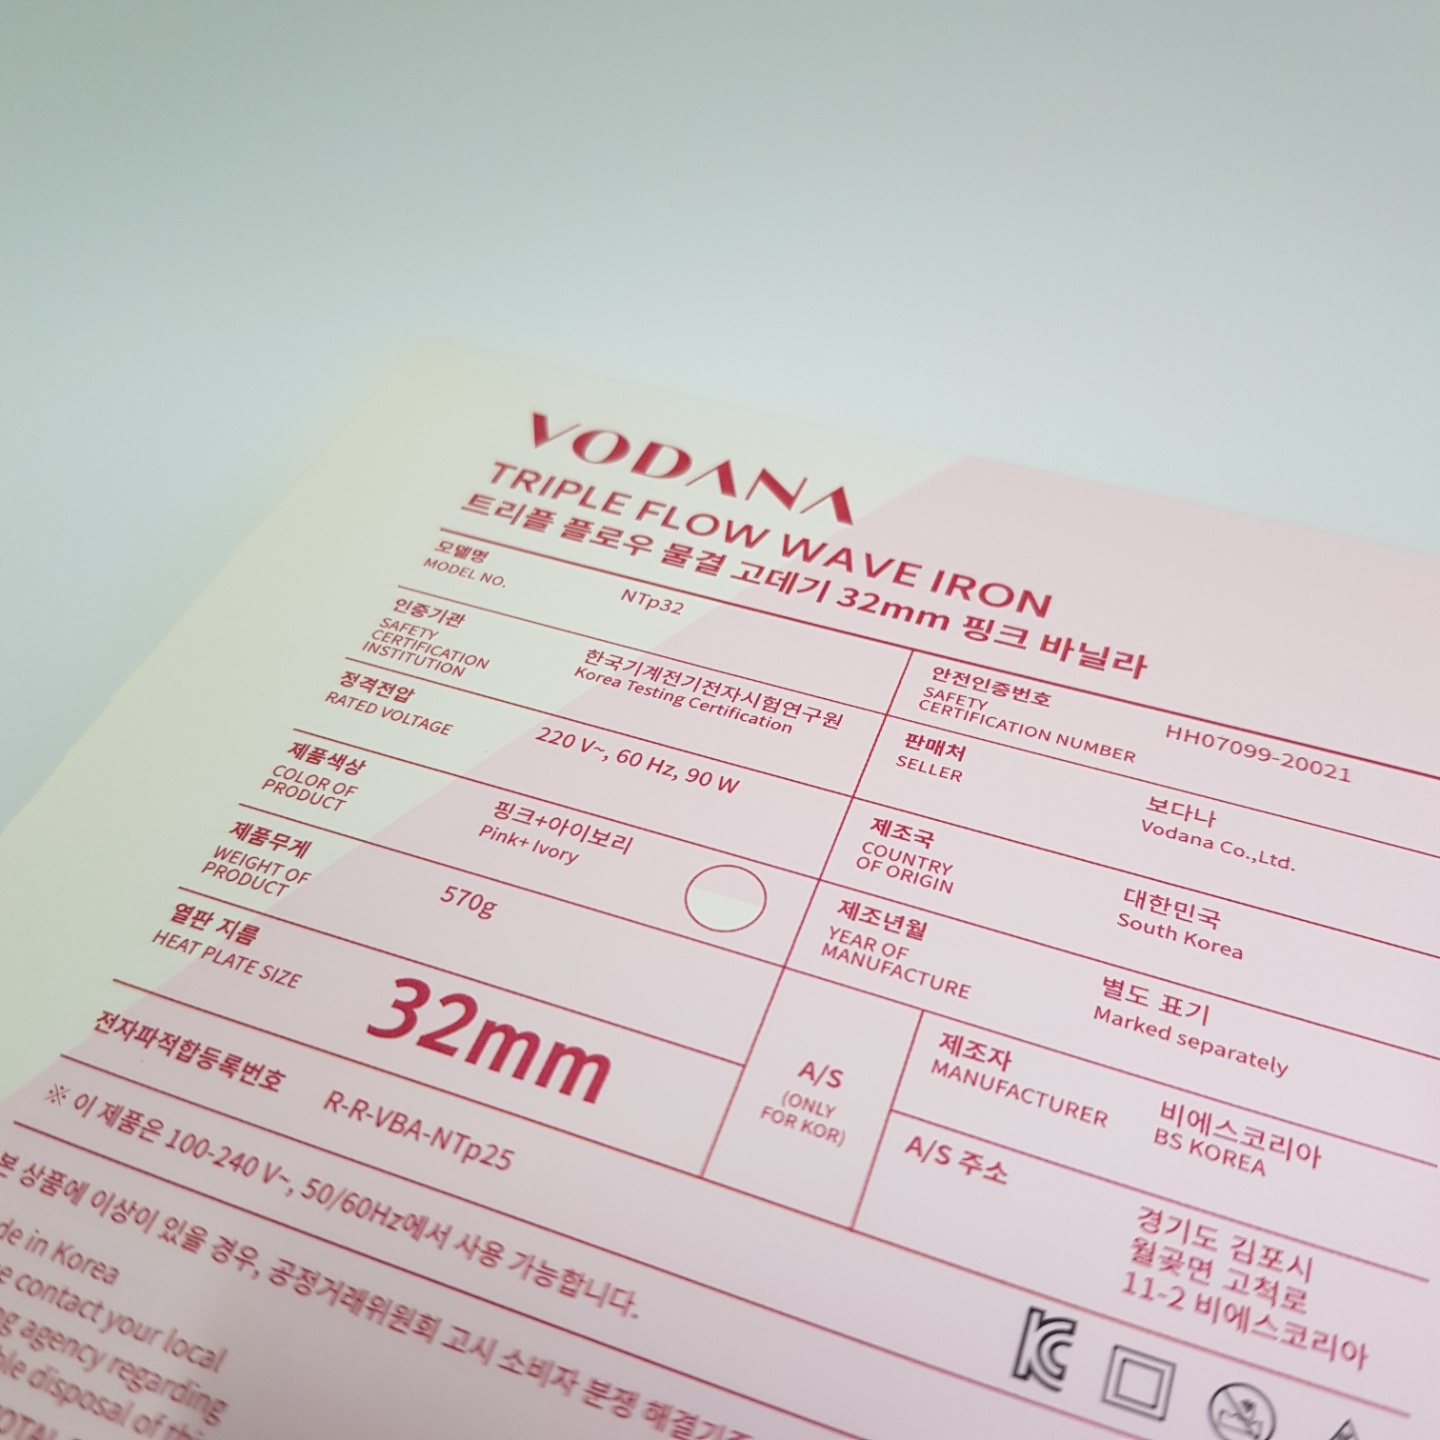 VODANA
TRIPLE FLOW WAVE IRON
트리플 플로우 물결 고데기 32mm 핑크 바닐라
모델명
MODEL NO.
NTp32
인증기관
SAFETY
CERTIFICATION
INSTITUTION
한국기계전기전자시험연구원
Korea Testing Certification
안전인증번호
SAFETY
CERTIFICATION NUMBER
HH07099-20021
정격전압
RATED VOLTAGE
220 V~, 60 Hz, 90 W
판매처
SELLER
보다나
Vodana Co.,Ltd.
제품색상
COLOR OF
PRODUCT
핑크+아이보리
Pink+ Ivory
제조국
COUNTRY
OF ORIGIN
대한민국
South Korea
제품무게
WEIGHT OF
PRODUCT
570g
제조년월
YEAR OF
MANUFACTURE
별도 표기
Marked separately
열판 지름
HEAT PLATE SIZE
32mm
A/S
(ONLY
FOR KOR)
제조자
MANUFACTURER
비에스코리아
BS KOREA
A/S 주소
경기도 김포시
월곶면 고척로
11-2 비에스코리아
전자파적합등록번호
R-R-VBA-NTp25
※ 이 제품은 100-240 V~, 50/60Hz에서 사용 가능합니다.
본 상품에 이상이 있을 경우, 공정거래위원회 고시 소비자 분쟁
in Korea
contact your local
agency regarding
disposal of